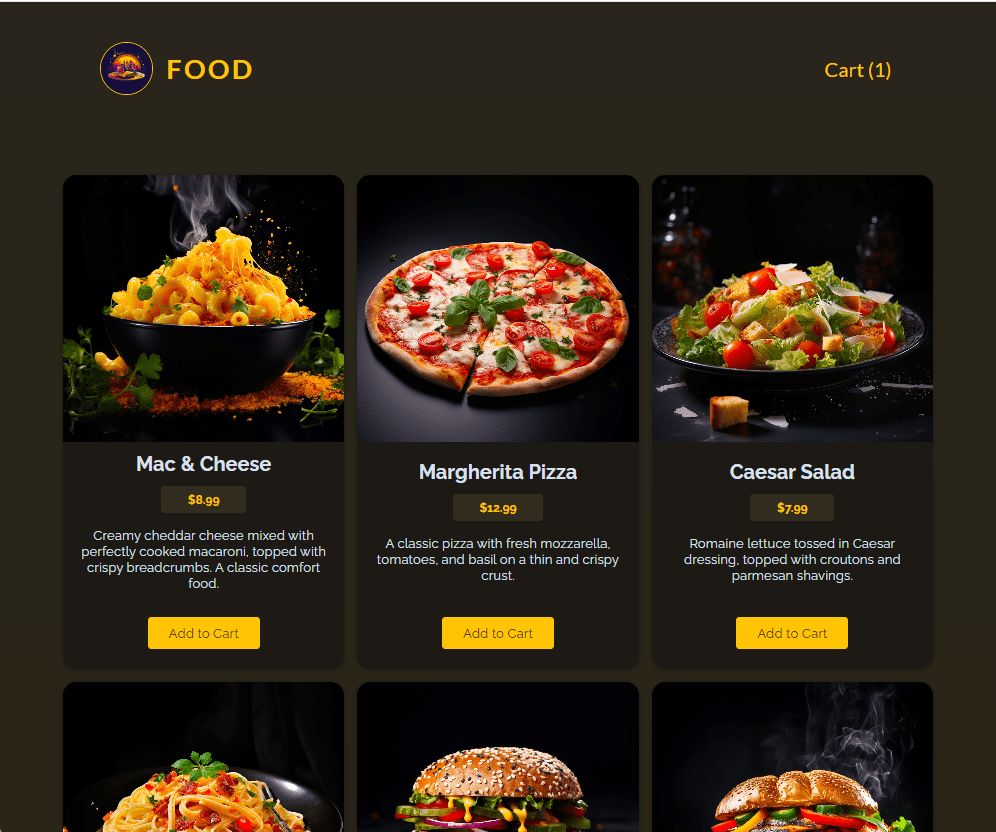 FOOD
Cart (1)
Mac & Cheese
$8.99
Creamy cheddar cheese mixed with
perfectly cooked macaroni, topped with
crispy breadcrumbs. A classic comfort
food.
Add to Cart
Margherita Pizza
$12.99
A classic pizza with fresh mozzarella,
tomatoes, and basil on a thin and crispy
crust.
Add to Cart
Caesar Salad
$7.99
Romaine lettuce tossed in Caesar
dressing, topped with croutons and
parmesan shavings.
Add to Cart